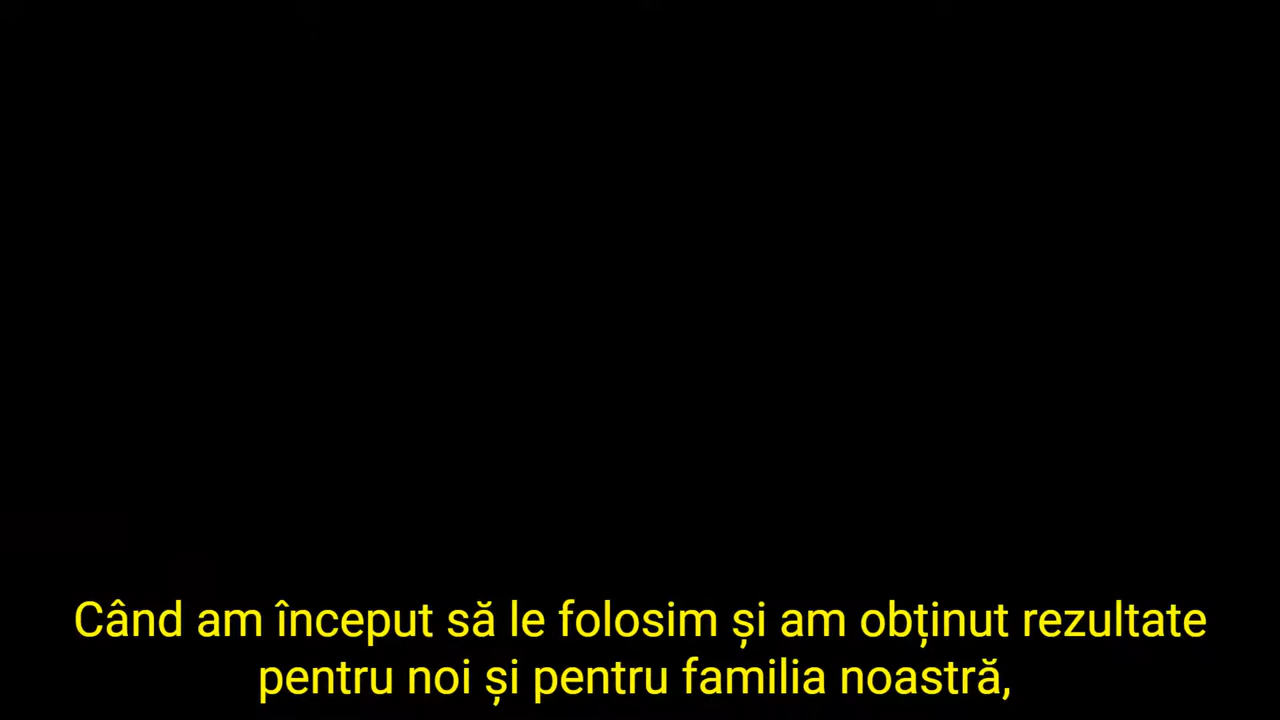 Când am început să le folosim și am obținut rezultate
pentru noi și pentru familia noastră,